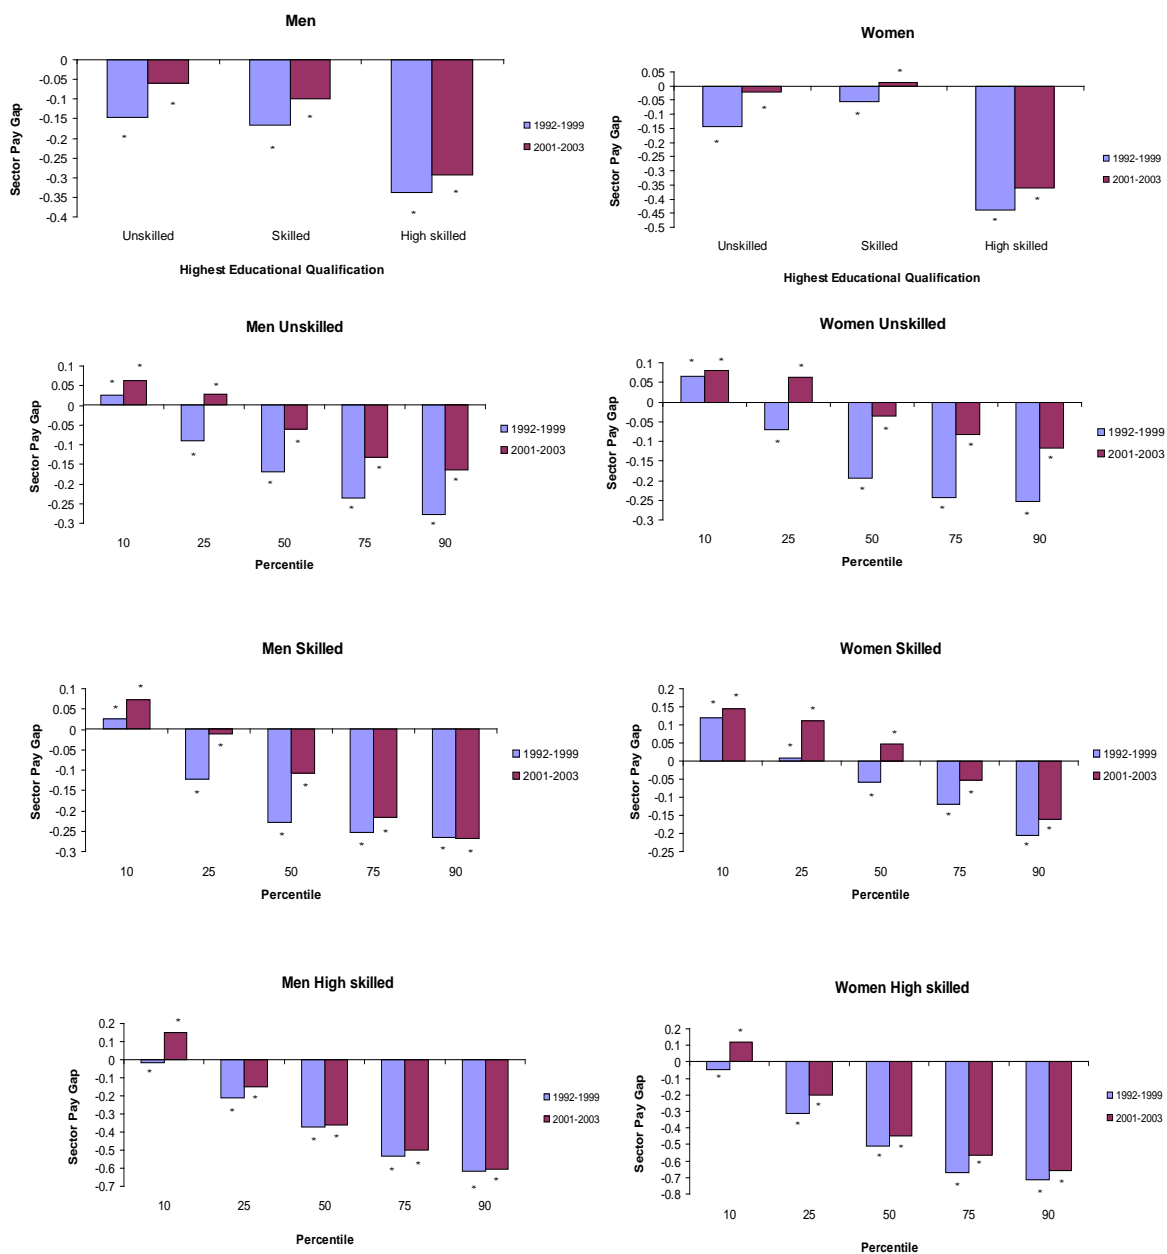 Men
0
-0.05
-0.1
-0.15
-0.2
-0.25
-0.3
-0.35
-0.4
Sector Pay Gap
* * * * * *
Unskilled Skilled High skilled
Highest Educational Qualification
1992-1999
2001-2003
Women
0.05
0
-0.05
-0.1
-0.15
-0.2
-0.25
-0.3
-0.35
-0.4
-0.45
-0.5
Sector Pay Gap
* * * * * *
Unskilled Skilled High skilled
Highest Educational Qualification
1992-1999
2001-2003
Men Unskilled
0.1
0.05
0
-0.05
-0.1
-0.15
-0.2
-0.25
-0.3
Sector Pay Gap
* * * * * * * * * *
10 25 50 75 90
Percentile
1992-1999
2001-2003
Women Unskilled
0.1
0.05
0
-0.05
-0.1
-0.15
-0.2
-0.25
-0.3
Sector Pay Gap
* * * * * * * * * *
10 25 50 75 90
Percentile
1992-1999
2001-2003
Men Skilled
0.1
0.05
0
-0.05
-0.1
-0.15
-0.2
-0.25
-0.3
Sector Pay Gap
* * * * * * * * * *
10 25 50 75 90
Percentile
1992-1999
2001-2003
Women Skilled
0.2
0.15
0.1
0.05
0
-0.05
-0.1
-0.15
-0.2
-0.25
Sector Pay Gap
* * * * * * * * * *
10 25 50 75 90
Percentile
1992-1999
2001-2003
Men High skilled
0.2
0.1
0
-0.1
-0.2
-0.3
-0.4
-0.5
-0.6
-0.7
Sector Pay Gap
* * * * * * * * * *
10 25 50 75 90
Percentile
1992-1999
2001-2003
Women High skilled
0.2
0.1
0
-0.1
-0.2
-0.3
-0.4
-0.5
-0.6
-0.7
-0.8
Sector Pay Gap
* * * * * * * * * *
10 25 50 75 90
Percentile
1992-1999
2001-2003